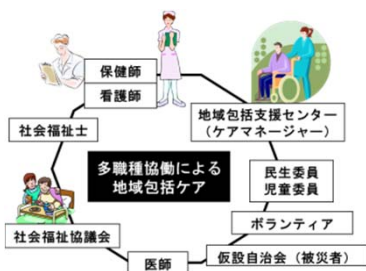 保健師
看護師
地域包括支援センター
（ケアマネージャー）
社会福祉士
多職種協働による
地域包括ケア
民生委員
児童委員
ボランティア
社会福祉協議会
仮設自治会（被災者）
医師